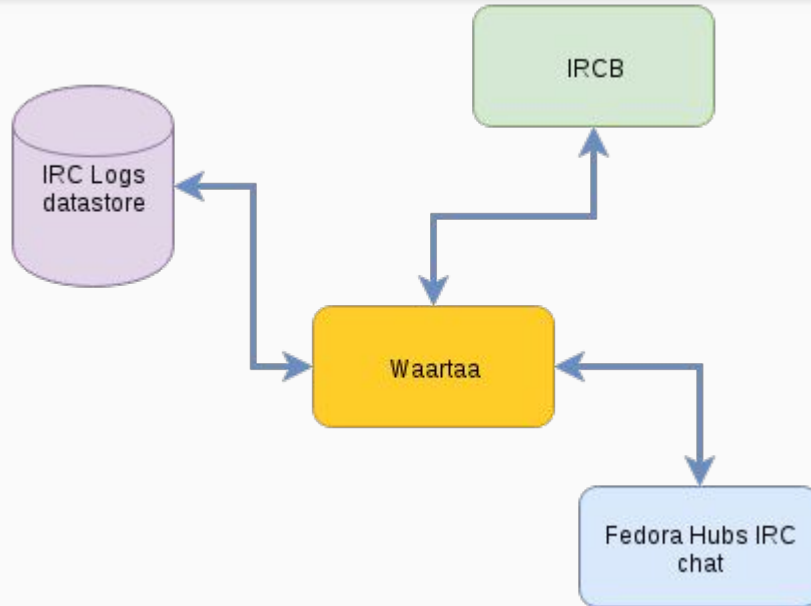 IRCB
IRC Logs
datastore
Waartaa
Fedora Hubs IRC
chat